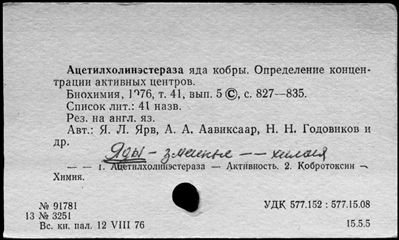 Ацетилхолинэстераза яда кобры. Определение концен-
трации активных центров.
Биохимия, 1976, т. 41, вып. 5 ©, с. 827—835.
Список лит.: 41 назв.
Рез. на англ. яз.
Авт.: Я. Л. Ярв, А. А. Аавиксаар, Н. Н. Годовиков и
др.
Яды - змеиные -- химия
— — 1. Ацетилхолинэстераза — Активность. 2. Кобротоксин —
Химия.
№ 91781
УДК 577.152 : 577.15.08
13 № 3251
Вс. кн. пал. 12 VIII 76
15.5.5